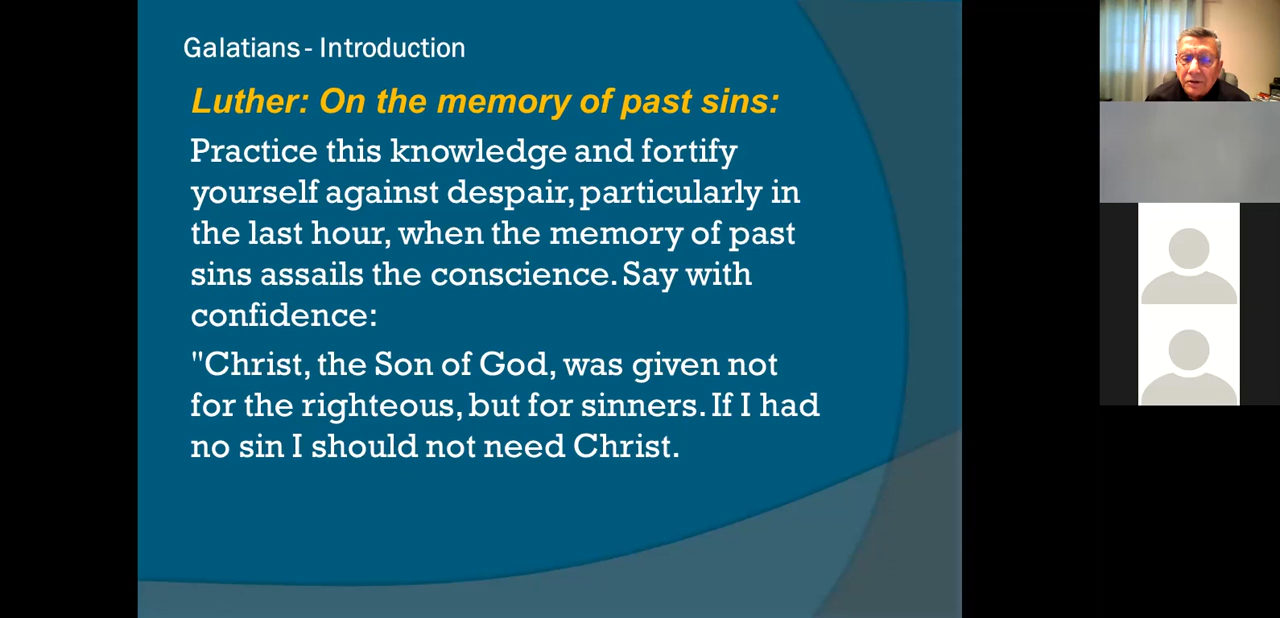 Galatians - Introduction
Luther: On the memory of past sins:
Practice this knowledge and fortify
yourself against despair, particularly in
the last hour, when the memory of past
sins assails the conscience. Say with
confidence:
"Christ, the Son of God, was given not
for the righteous, but for sinners. If I had
no sin I should not need Christ.